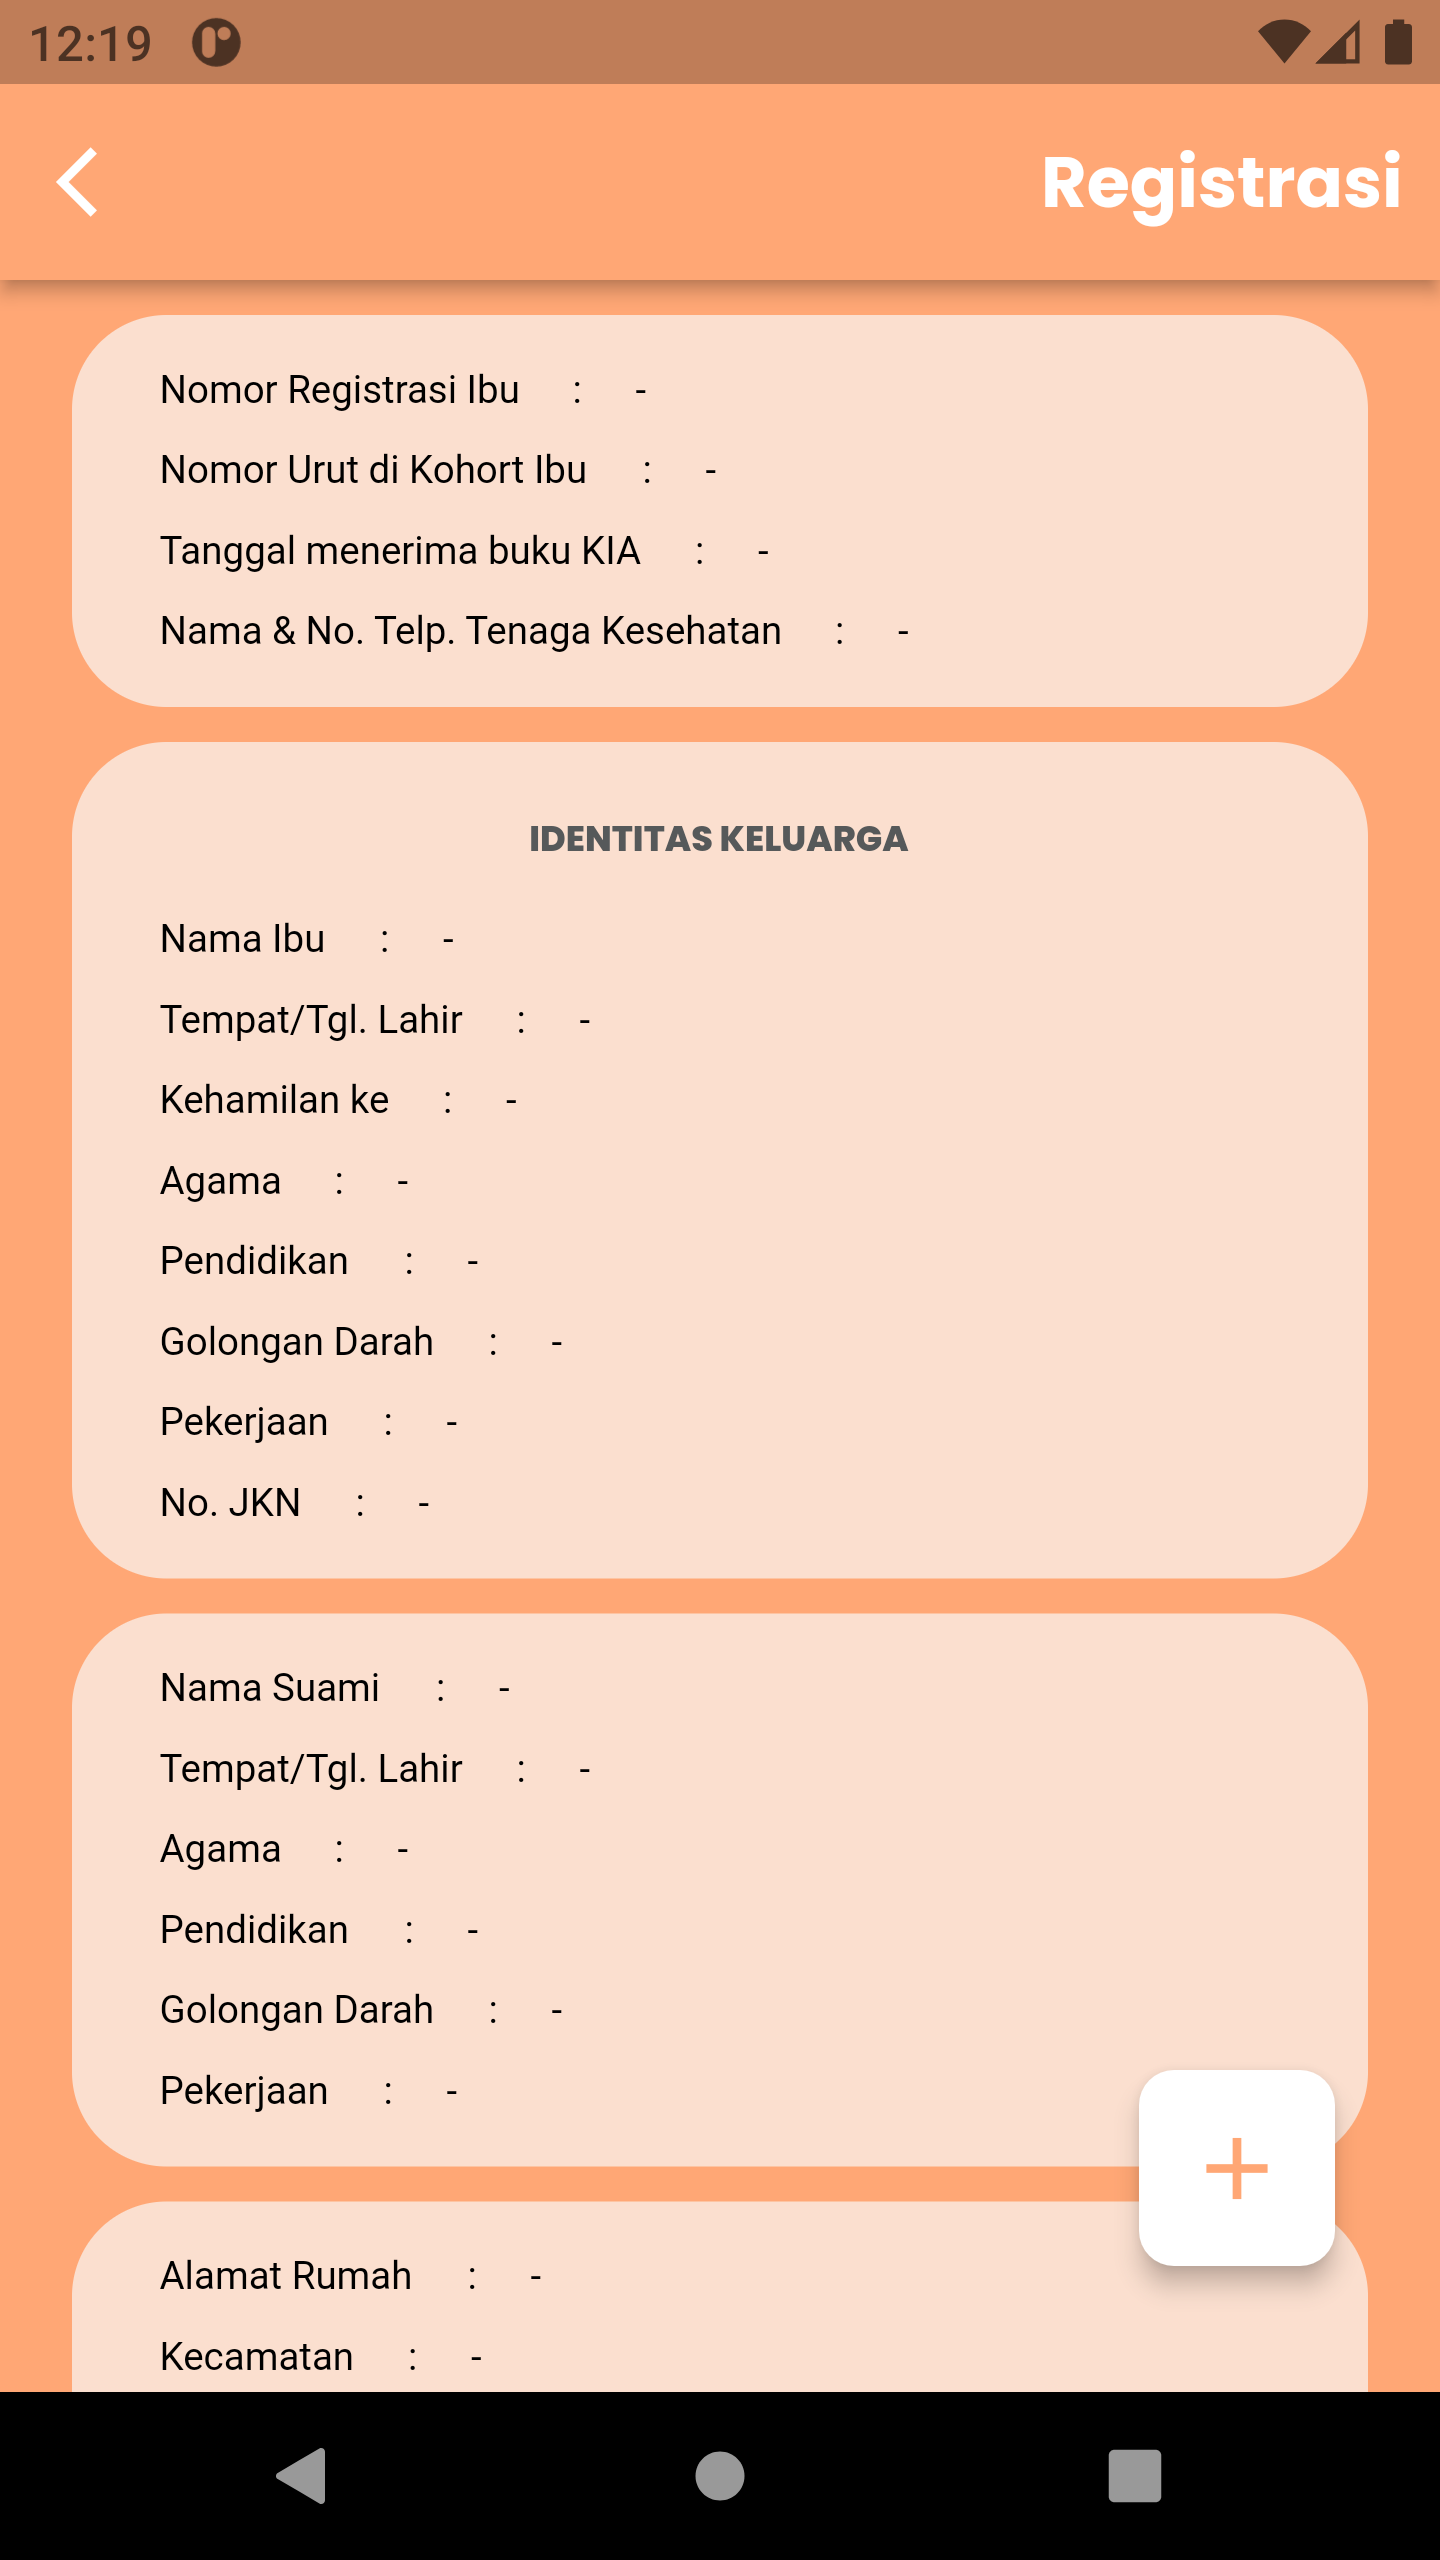 12:19
Registrasi
Nomor Registrasi Ibu : -
Nomor Urut di Kohort Ibu : -
Tanggal menerima buku KIA : -
Nama & No. Telp. Tenaga Kesehatan : -
IDENTITAS KELUARGA
Nama Ibu : -
Tempat/Tgl. Lahir : -
Kehamilan ke : -
Agama : -
Pendidikan : -
Golongan Darah : -
Pekerjaan : -
No. JKN : -
Nama Suami : -
Tempat/Tgl. Lahir : -
Agama : -
Pendidikan : -
Golongan Darah : -
Pekerjaan : -
Alamat Rumah : -
Kecamatan : -